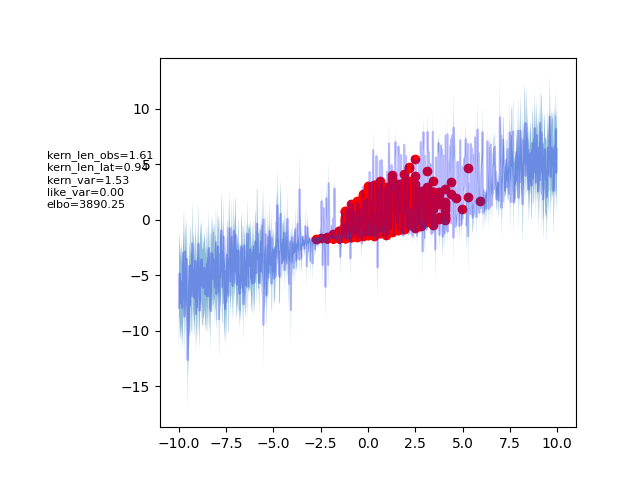 10
kern_len_obs=1.61
5
kern_len_lat=0.94
kern_var=1.53
like_var=0.00
elbo=3890.25
0
−5
−10
−15
−10.0 −7.5 −5.0 −2.5 0.0 2.5 5.0 7.5 10.0